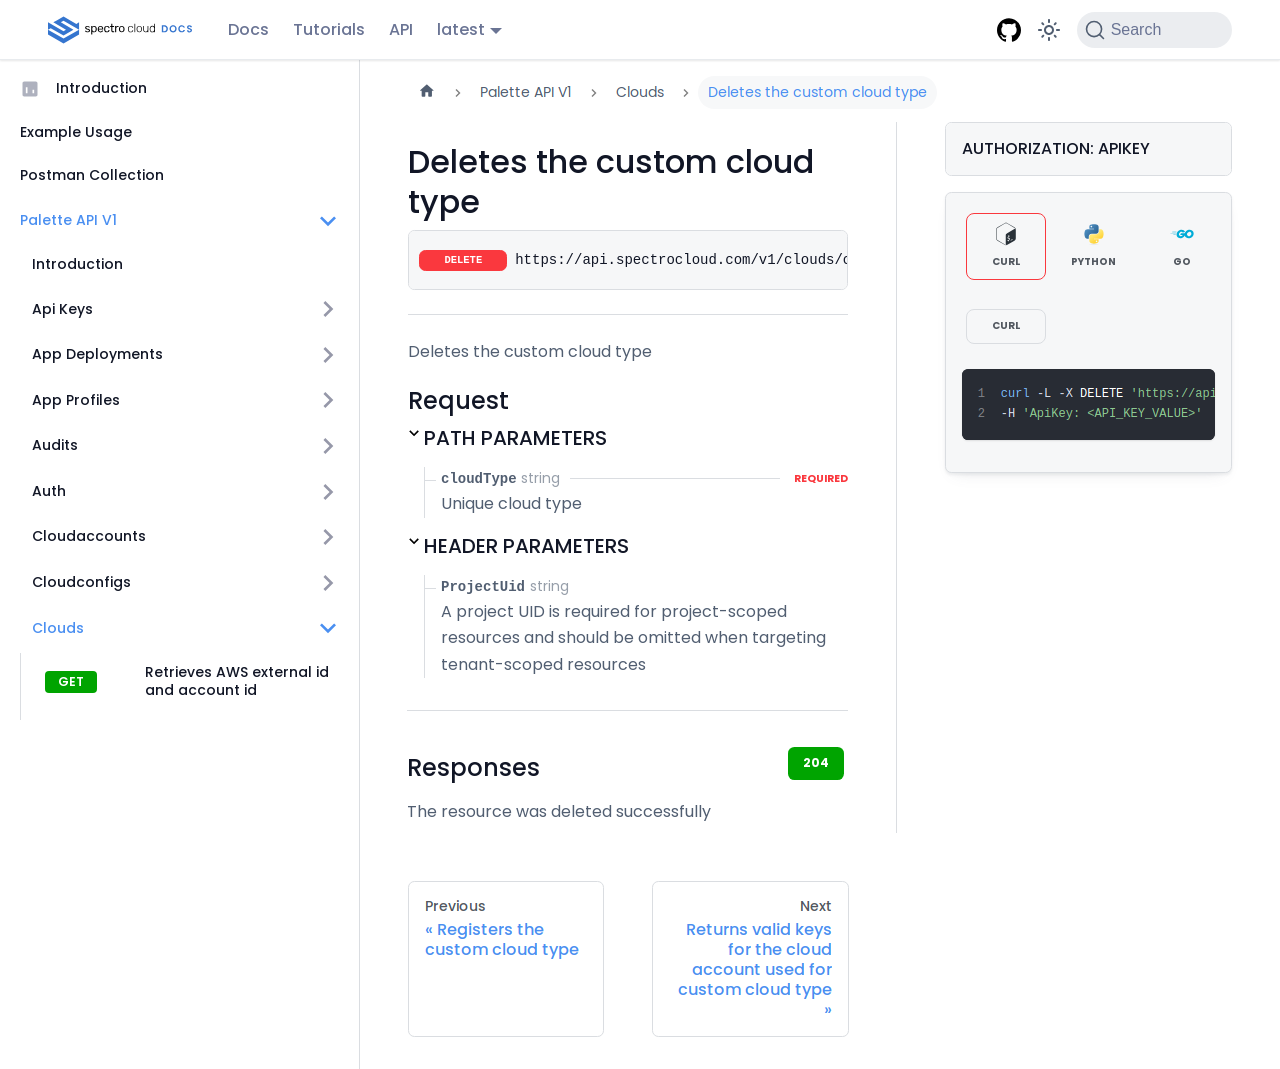 spectro cloud DOCS
Docs
Tutorials
API
latest
Search
Introduction
Example Usage
Postman Collection
Palette API V1
Introduction
Api Keys
App Deployments
App Profiles
Audits
Auth
Cloudaccounts
Cloudconfigs
Clouds
GET
Retrieves AWS external id
and account id
Palette API V1
Clouds
Deletes the custom cloud type
Deletes the custom cloud
type
DELETE
https://api.spectrocloud.com/v1/clouds/
Deletes the custom cloud type
Request
PATH PARAMETERS
cloudType string
REQUIRED
Unique cloud type
HEADER PARAMETERS
ProjectUid string
A project UID is required for project-scoped
resources and should be omitted when targeting
tenant-scoped resources
Responses
204
The resource was deleted successfully
Previous
« Registers the
custom cloud type
Next
Returns valid keys
for the cloud
account used for
custom cloud type
»
AUTHORIZATION: APIKEY
CURL
PYTHON
GO
CURL
1 curl -L -X DELETE 'https://api
2 -H 'ApiKey: <API_KEY_VALUE>'